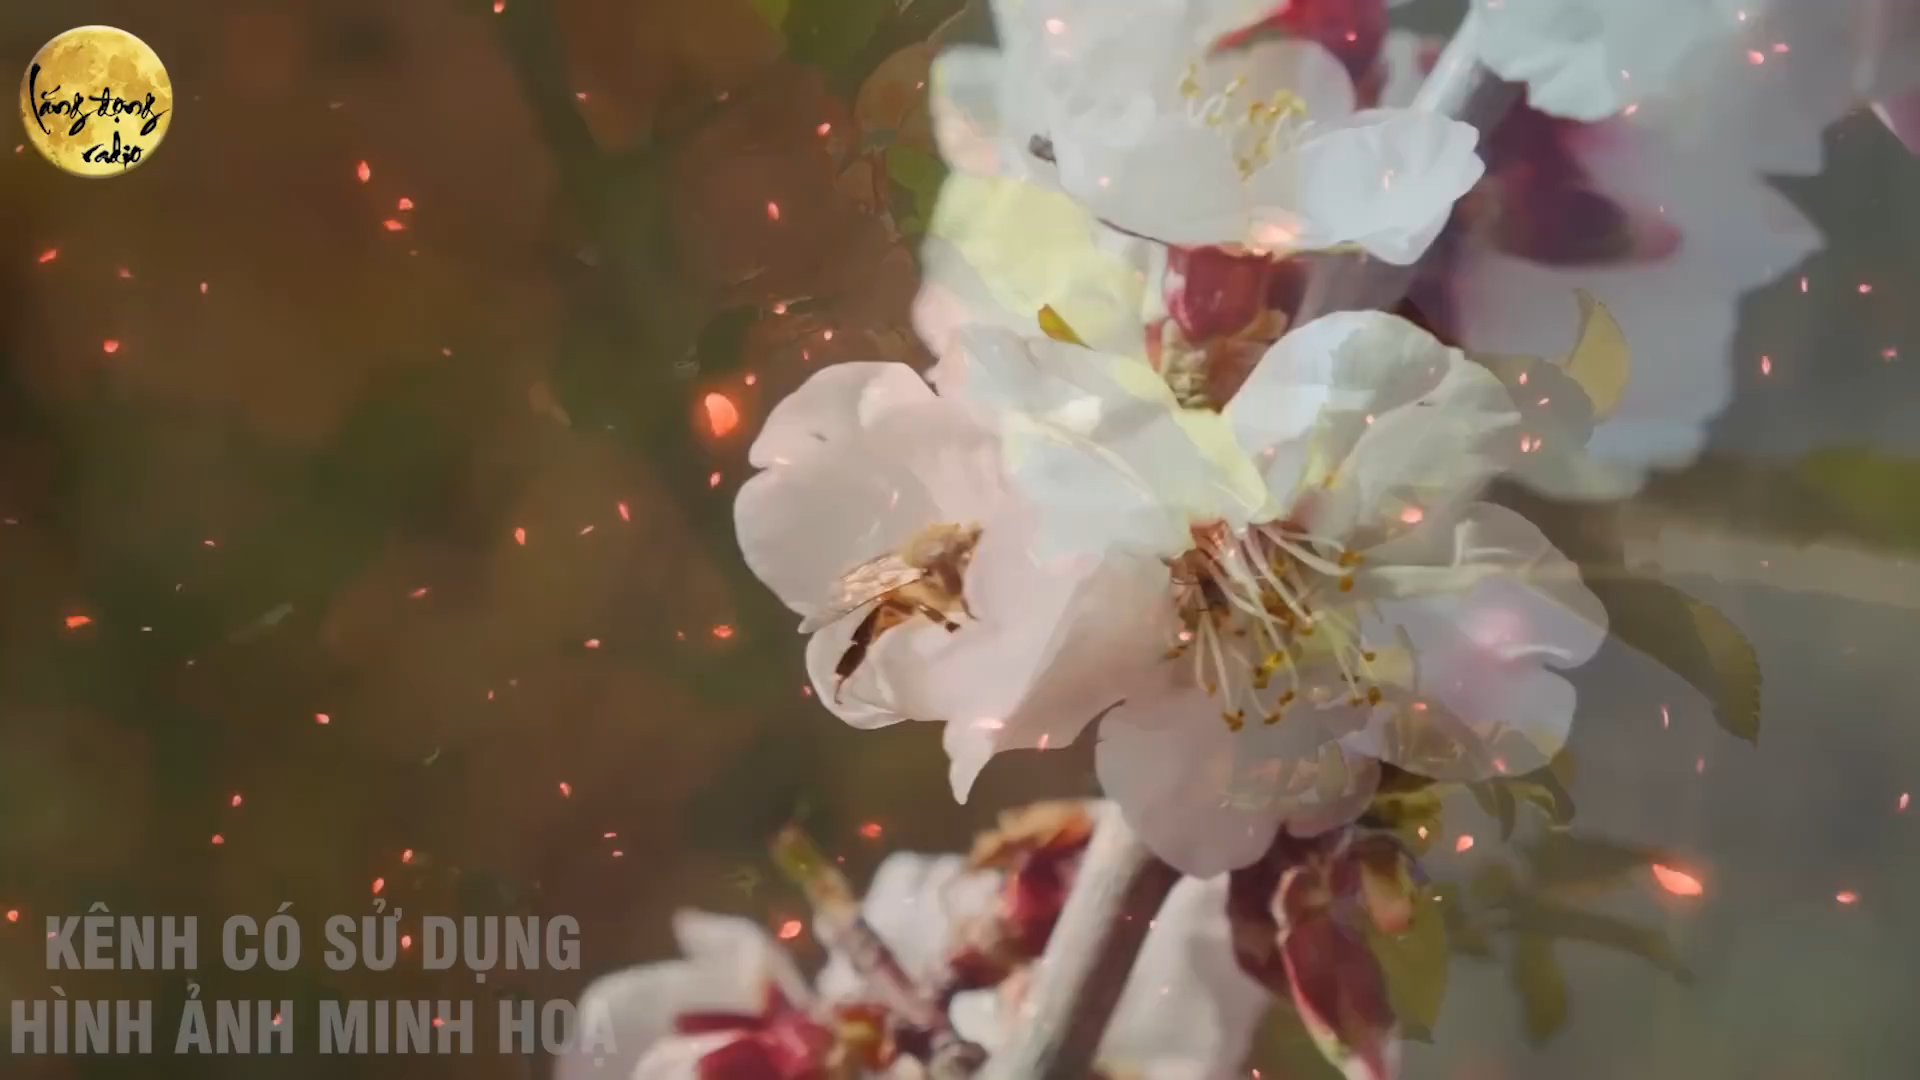 Lắng đọng
radio
KÊNH CÓ SỬ DỤNG
HÌNH ẢNH MINH HOẠ